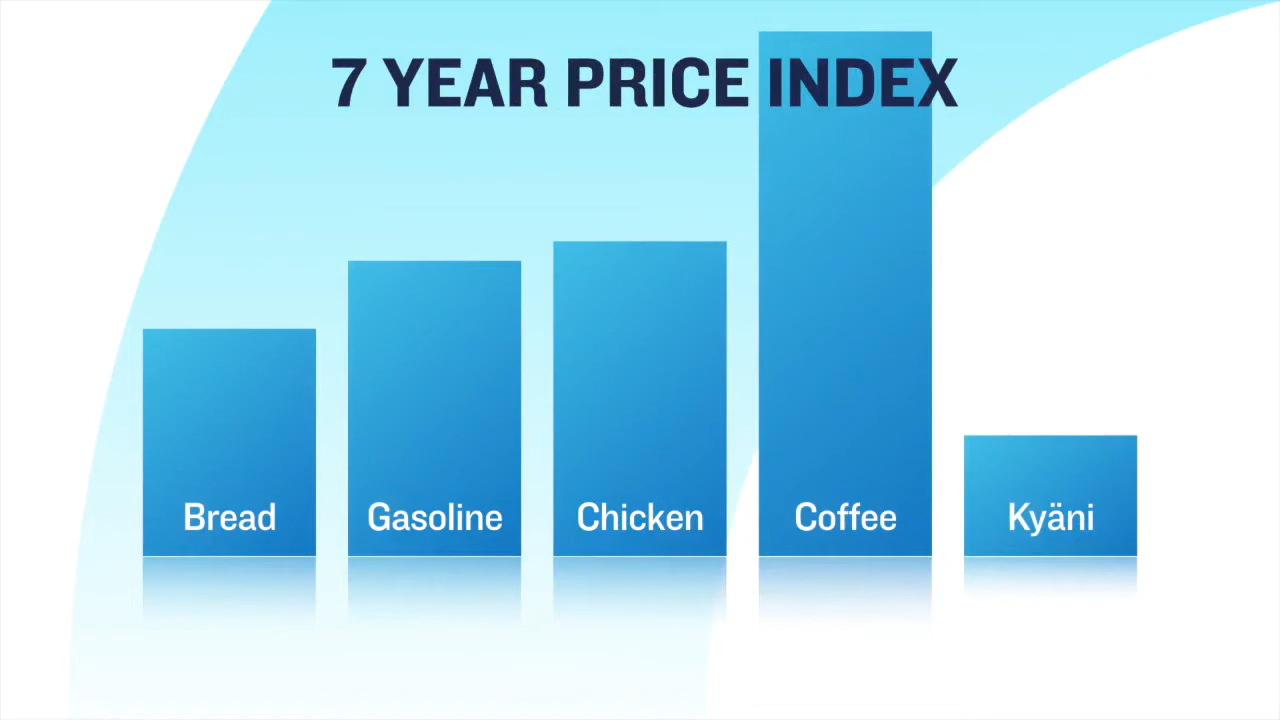 7 YEAR PRICE INDEX
Bread
Gasoline
Chicken
Coffee
Kyäni